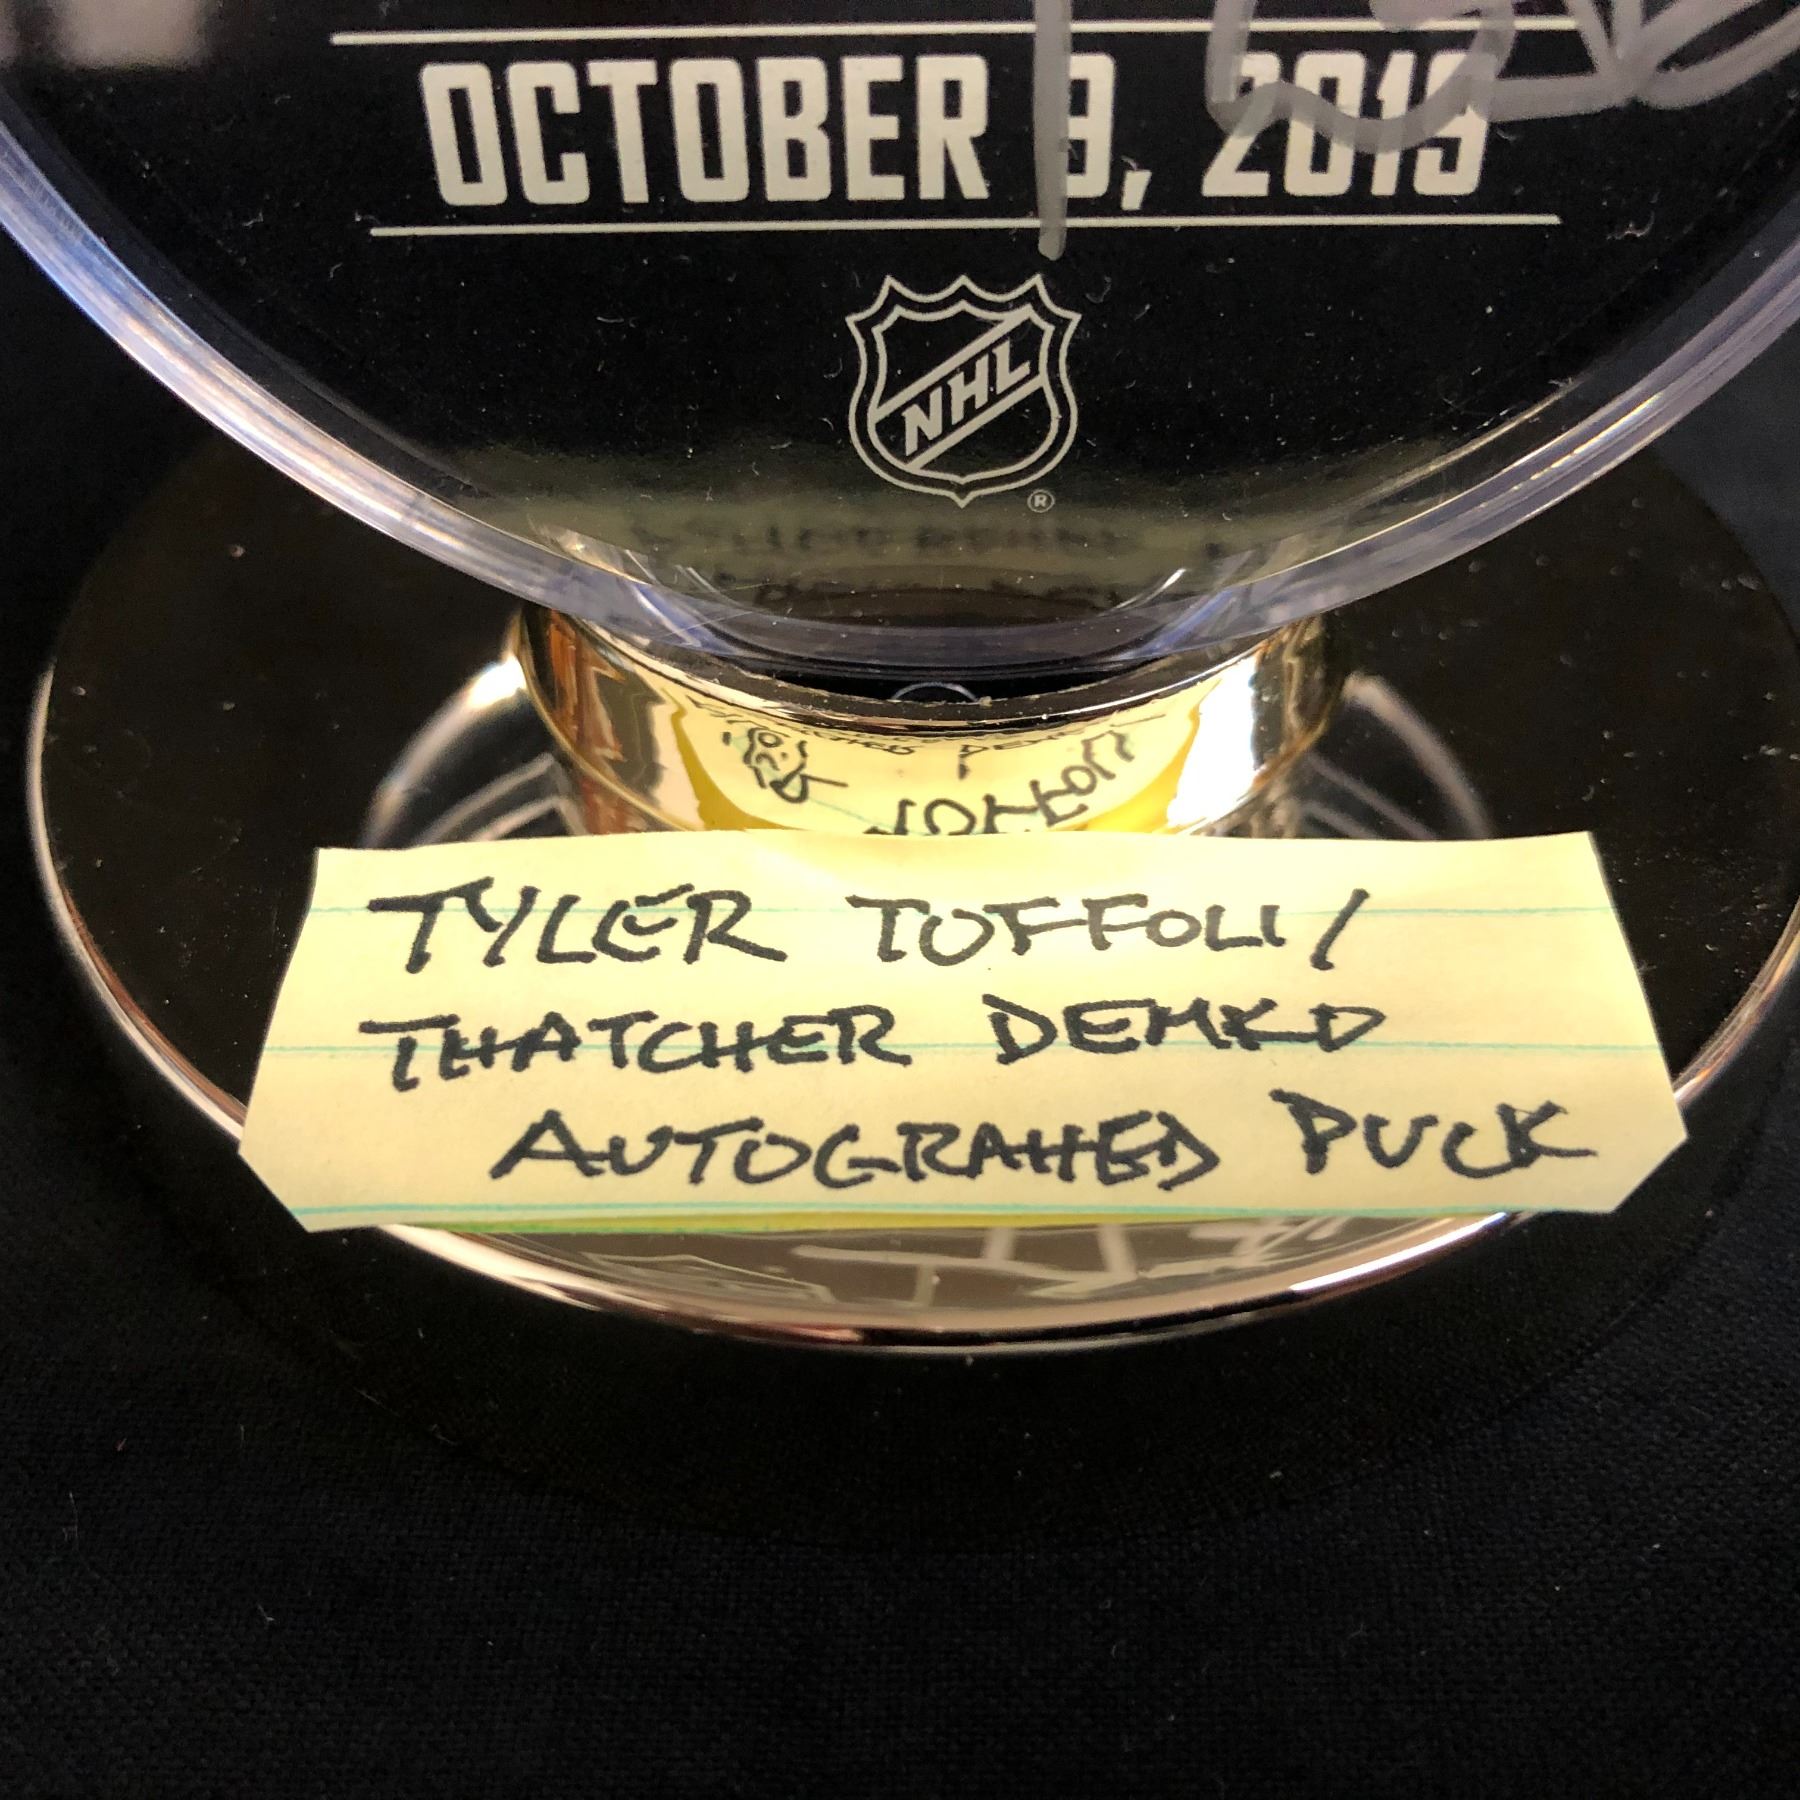 OCTOBER 9, 2019
NHL
®
TYLER TOFFOLI/
THATCHER DEMKO
AUTOGRAHED PUCK